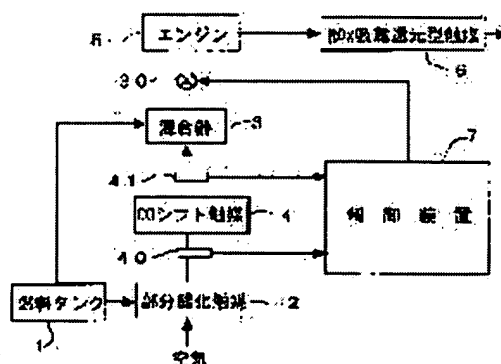 5 エンジン NOx吸蔵還元型触媒
6
30
混合器 3
7
41
COシフト触媒 4
制御装置
40
燃料タンク 部分酸化触媒 2
1
空気